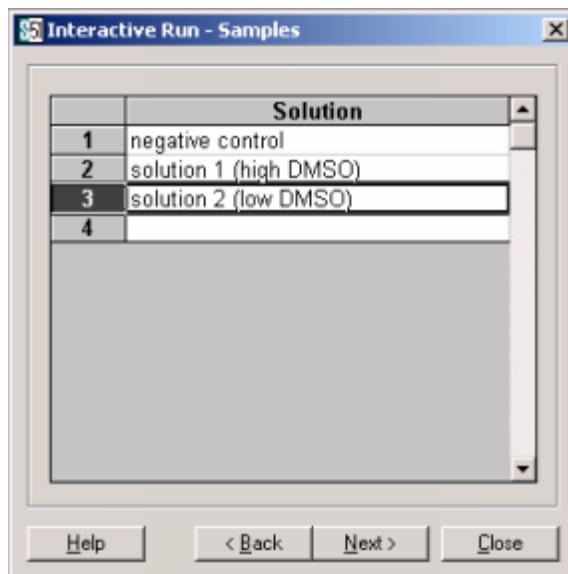 S5 Interactive Run - Samples
Solution
1 negative control
2 solution 1 (high DMSO)
3 solution 2 (low DMSO)
4
Help < Back Next > Close